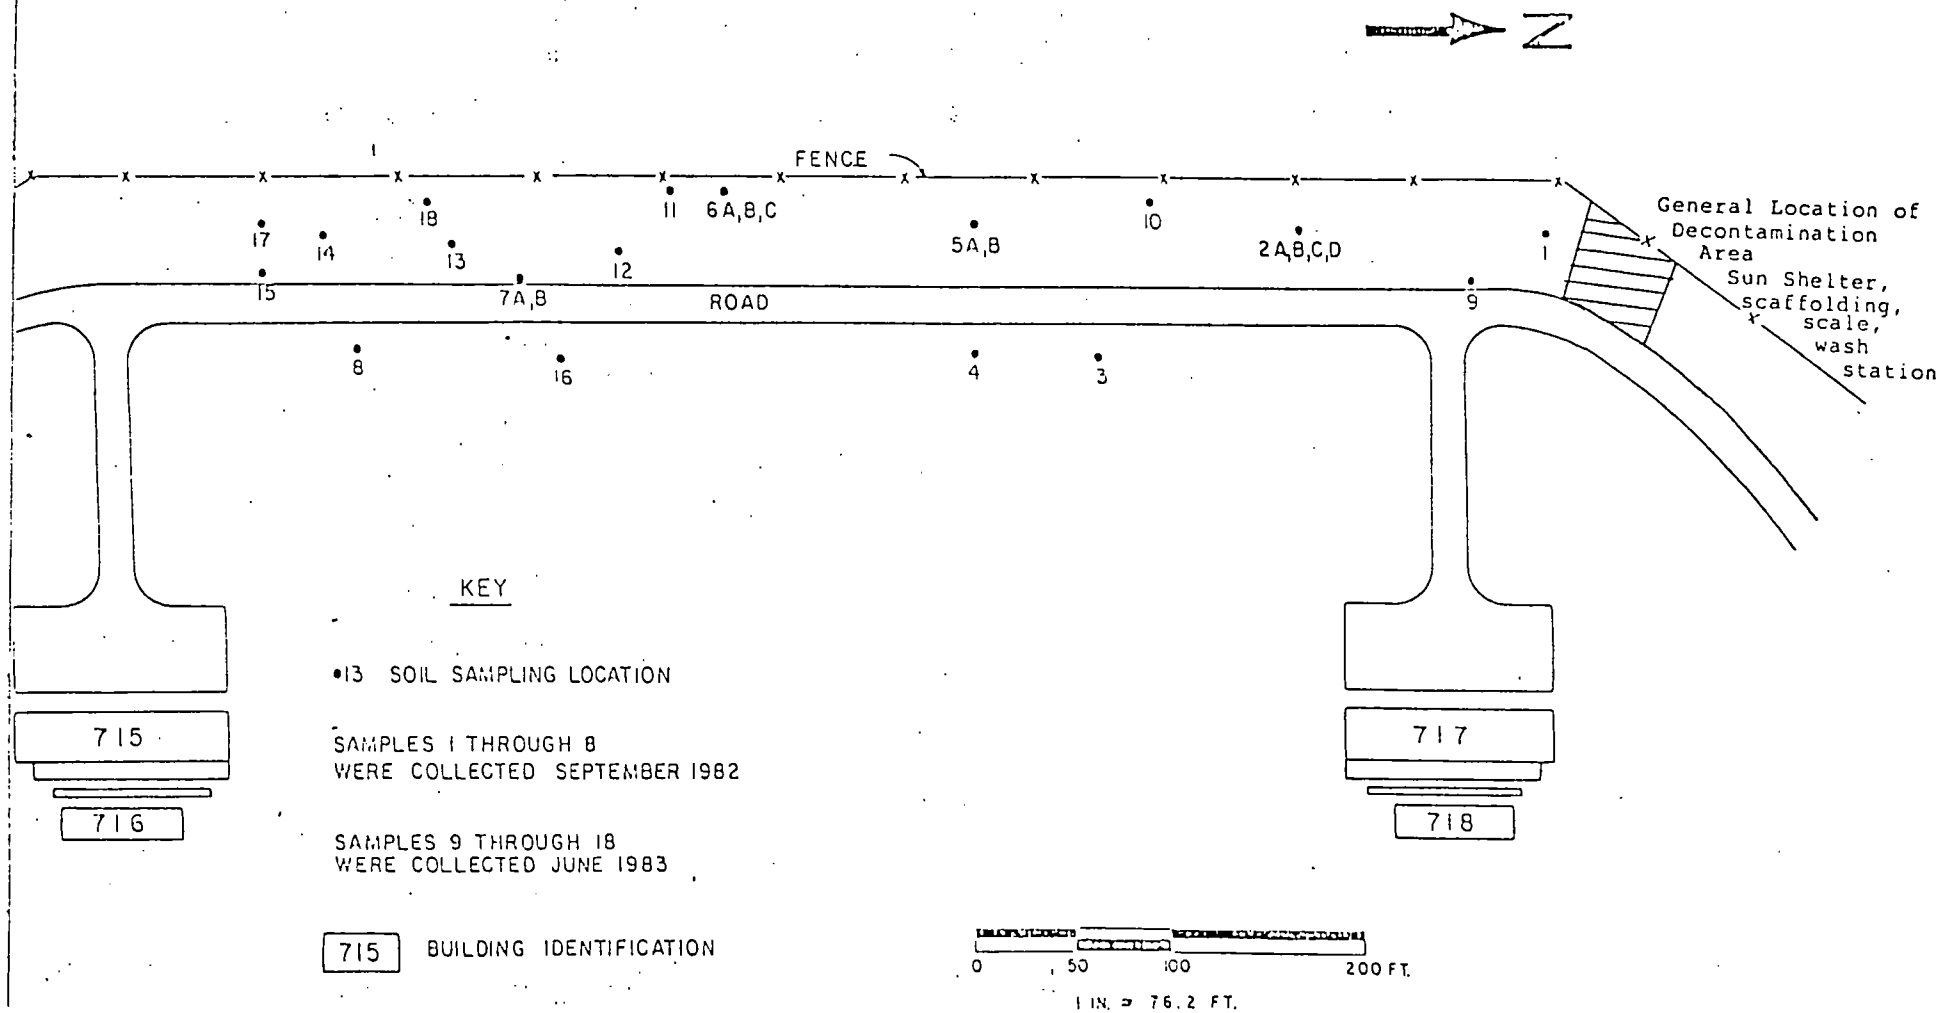 N
FENCE
General Location of
Decontamination
Area
Sun Shelter,
scaffolding,
scale,
wash
station
18
11
6A,B,C
10
17
14
13
12
5A,B
2A,B,C,D
1
15
7A,B
ROAD
9
8
16
4
3
KEY
•13 SOIL SAMPLING LOCATION
SAMPLES 1 THROUGH 8
WERE COLLECTED SEPTEMBER 1982
SAMPLES 9 THROUGH 18
WERE COLLECTED JUNE 1983
715 BUILDING IDENTIFICATION
715
716
717
718
0 50 100 200 FT.
1 IN. = 76.2 FT.